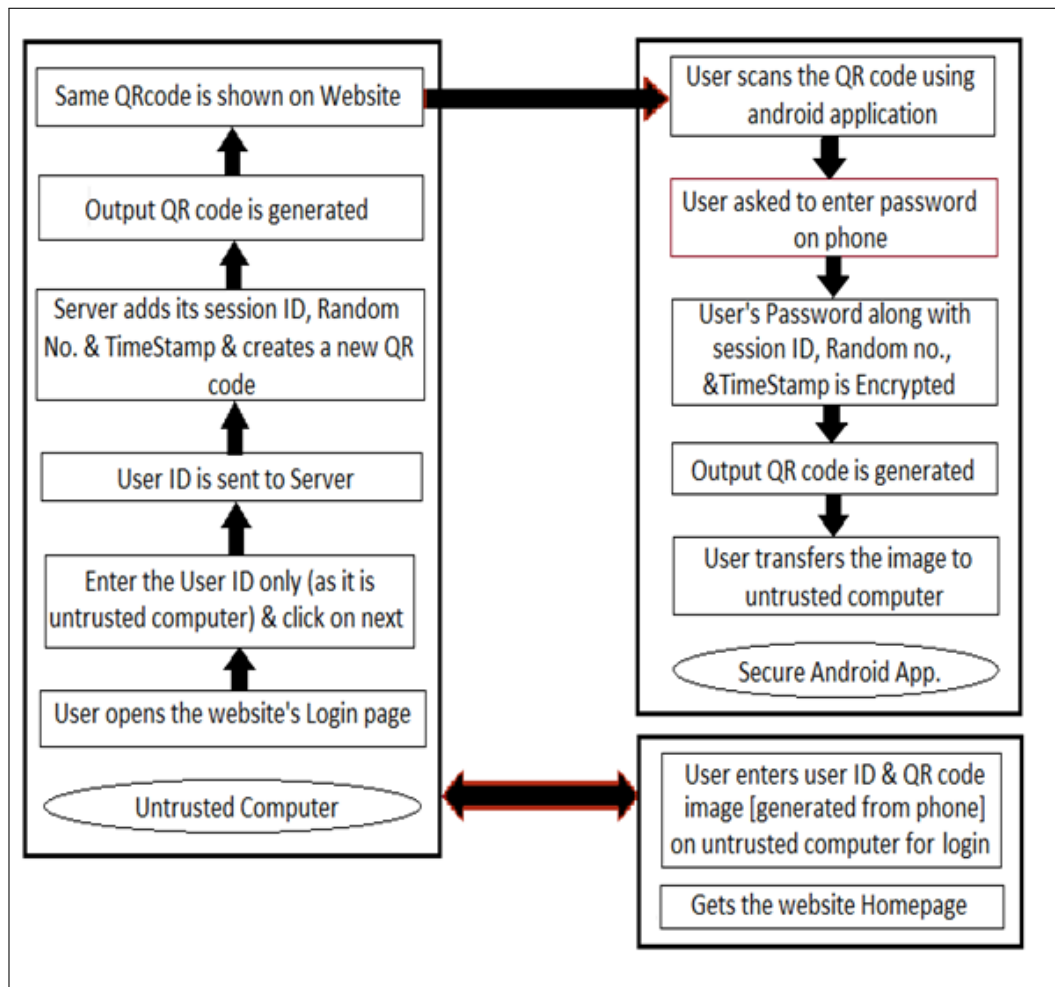 Same QRcode is shown on Website
Output QR code is generated
Server adds its session ID, Random
No. & TimeStamp & creates a new QR
code
User ID is sent to Server
Enter the User ID only (as it is
untrusted computer) & click on next
User opens the website's Login page
Untrusted Computer
User scans the QR code using
android application
User asked to enter password
on phone
User's Password along with
session ID, Random no.,
&TimeStamp is Encrypted
Output QR code is generated
User transfers the image to
untrusted computer
Secure Android App.
User enters user ID & QR code
image [generated from phone]
on untrusted computer for login
Gets the website Homepage